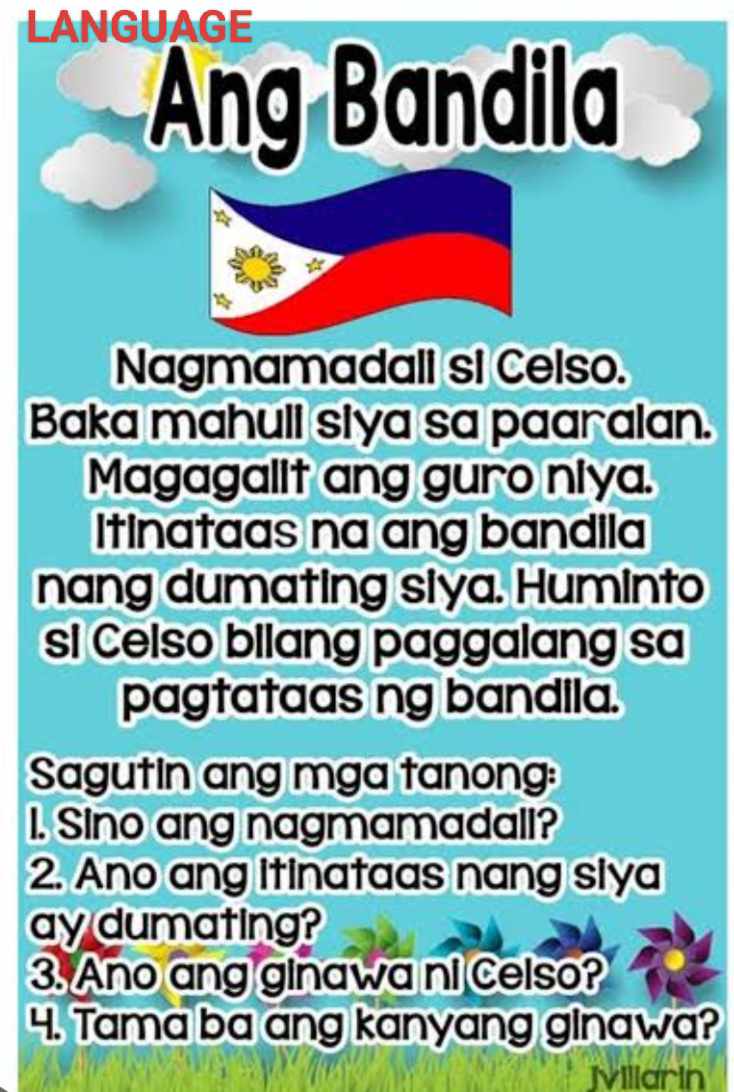 LANGUAGE
Ang Bandila
Nagmamadali si Celso.
Baka mahuli siya sa paaralan.
Magagalit ang guro niya.
Itinataas na ang bandila
nang dumating siya. Huminto
si Celso bilang paggalang sa
pagtataas ng bandila.
Sagutin ang mga tanong:
1. Sino ang nagmamadali?
2. Ano ang itinataas nang siya
ay dumating?
3. Ano ang ginawa ni Celso?
4. Tama ba ang kanyang ginawa?